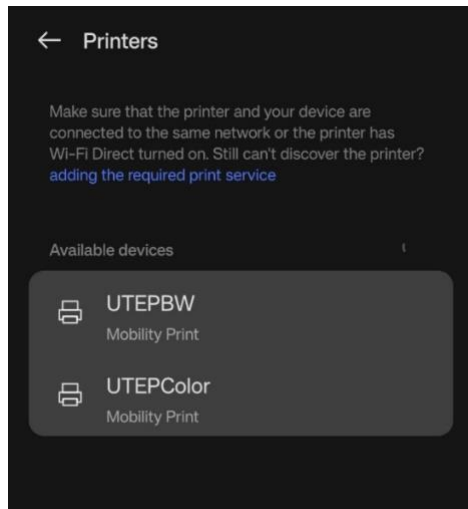 Printers
Make sure that the printer and your device are
connected to the same network or the printer has
Wi-Fi Direct turned on. Still can't discover the printer?
adding the required print service
Available devices
UTEPBW
Mobility Print
UTEPColor
Mobility Print